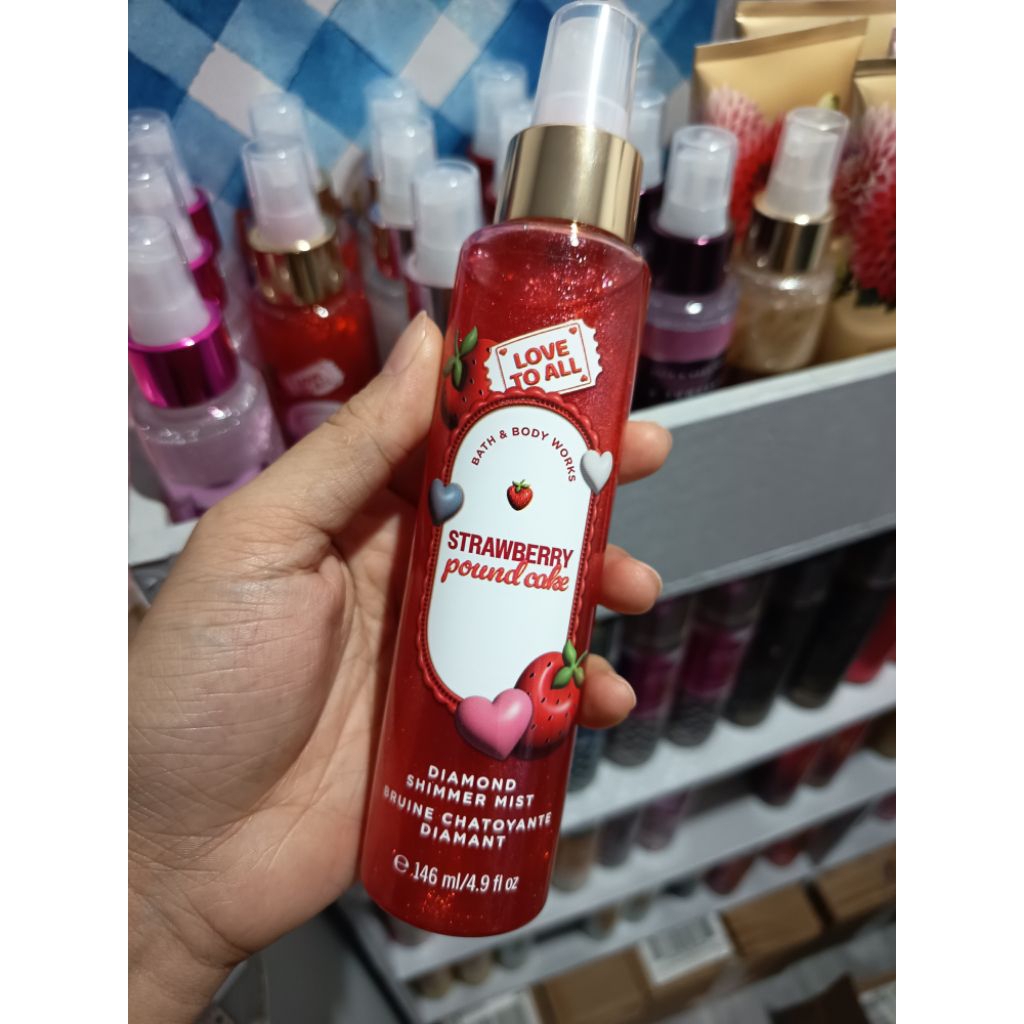 LOVE
TO ALL
BATH & BODY WORKS
STRAWBERRY
pound cake
DIAMOND
SHIMMER MIST
BRUINE CHATOYANTE
DIAMANT
e 146 ml/4.9 fl oz